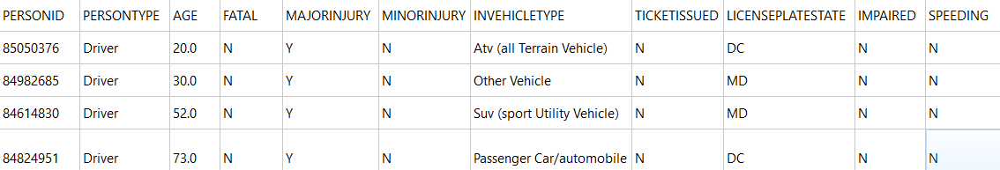 PERSONID PERSONTYPE AGE FATAL MAJORINJURY MINORINJURY INVEHICLETYPE TICKETISSUED LICENSEPLATESTATE IMPAIRED SPEEDING
85050376 Driver 20.0 N Y N Atv (all Terrain Vehicle) N DC N N
84982685 Driver 30.0 N Y N Other Vehicle N MD N N
84614830 Driver 52.0 N Y N Suv (sport Utility Vehicle) N MD N N
84824951 Driver 73.0 N Y N Passenger Car/automobile N DC N N